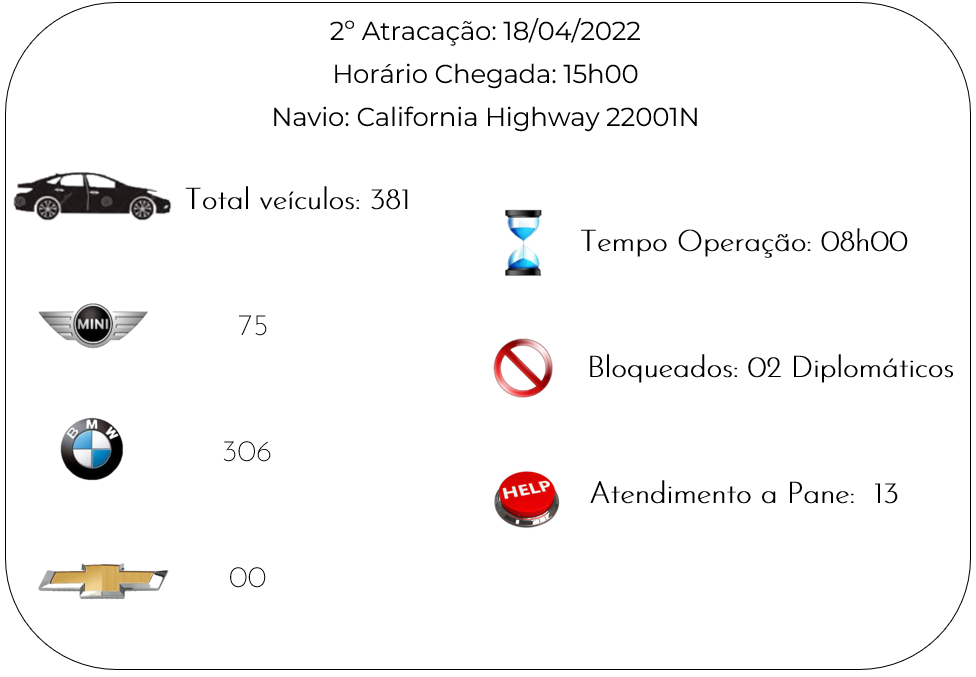 2º Atracação: 18/04/2022
Horário Chegada: 15h00
Navio: California Highway 22001N
Total veículos: 381
MINI 75
BMW 306
00
Tempo Operação: 08h00
Bloqueados: 02 Diplomáticos
HELP Atendimento a Pane: 13